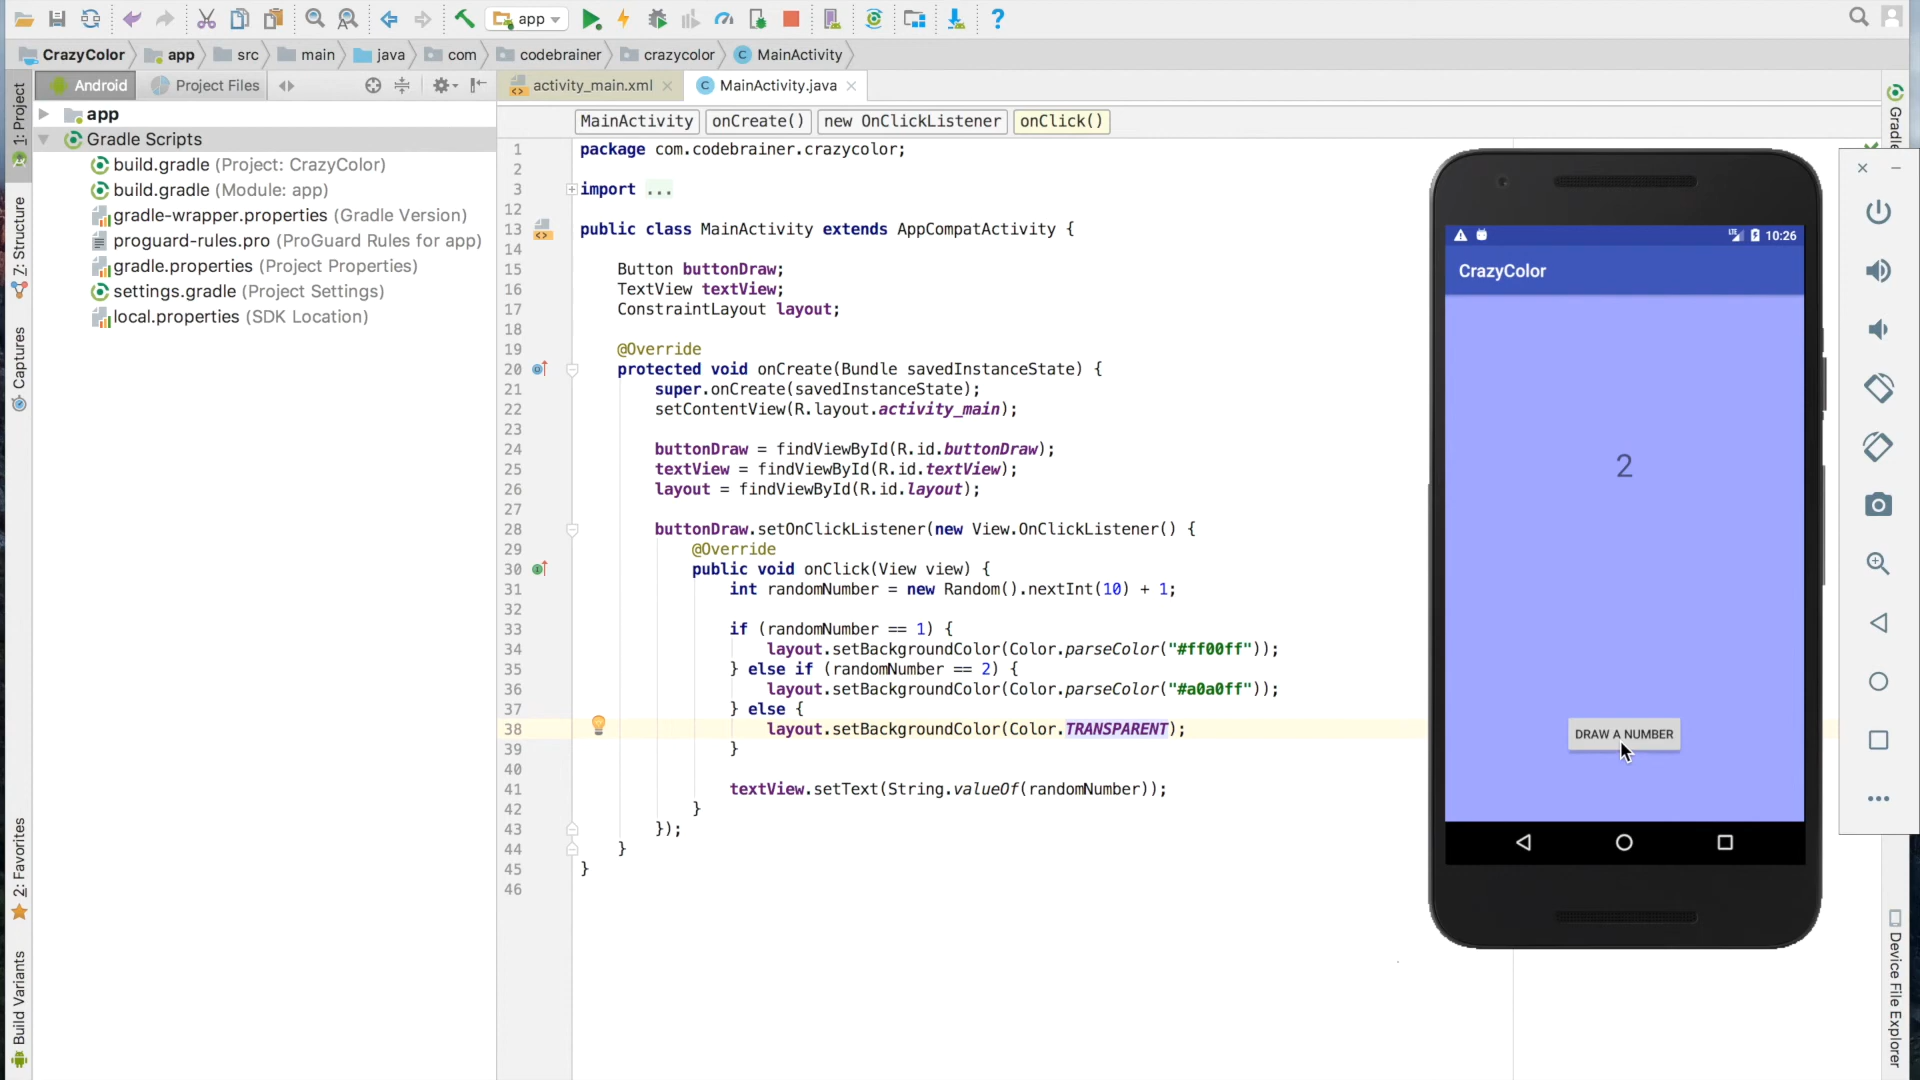 app
CrazyColor app src main java com codebrainer crazycolor MainActivity
Android Project Files
activity_main.xml MainActivity.java
MainActivity onCreate() new OnClickListener onClick()
1: Project
7: Structure
Captures
2: Favorites
Build Variants
app
Gradle Scripts
build.gradle (Project: CrazyColor)
build.gradle (Module: app)
gradle-wrapper.properties (Gradle Version)
proguard-rules.pro (ProGuard Rules for app)
gradle.properties (Project Properties)
settings.gradle (Project Settings)
local.properties (SDK Location)
1 package com.codebrainer.crazycolor;
2
3 import ...
12
13 public class MainActivity extends AppCompatActivity {
14
15 Button buttonDraw;
16 TextView textView;
17 ConstraintLayout layout;
18
19 @Override
20 protected void onCreate(Bundle savedInstanceState) {
21 super.onCreate(savedInstanceState);
22 setContentView(R.layout.activity_main);
23
24 buttonDraw = findViewById(R.id.buttonDraw);
25 textView = findViewById(R.id.textView);
26 layout = findViewById(R.id.layout);
27
28 buttonDraw.setOnClickListener(new View.OnClickListener() {
29 @Override
30 public void onClick(View view) {
31 int randomNumber = new Random().nextInt(10) + 1;
32
33 if (randomNumber == 1) {
34 layout.setBackgroundColor(Color.parseColor("#ff00ff"));
35 } else if (randomNumber == 2) {
36 layout.setBackgroundColor(Color.parseColor("#a0a0ff"));
37 } else {
38 layout.setBackgroundColor(Color.TRANSPARENT);
39 }
40
41 textView.setText(String.valueOf(randomNumber));
42 }
43 });
44 }
45 }
46
LTE 10:26
CrazyColor
2
DRAW A NUMBER
Device File Explorer